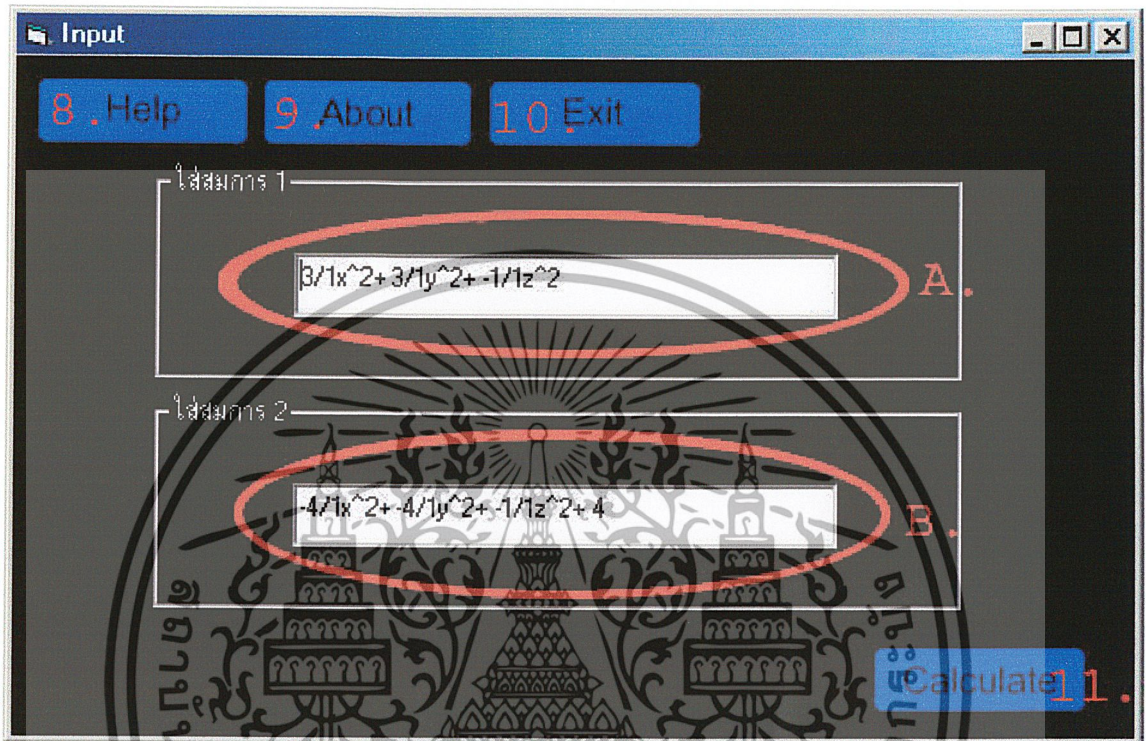 Input
8. Help 9. About 10. Exit
ใส่สมการ 1
3/1x^2+ 3/1y^2+ -1/1z^2
A.
ใส่สมการ 2
-4/1x^2+ -4/1y^2+ -1/1z^2+ 4
B.
Calculate 11.